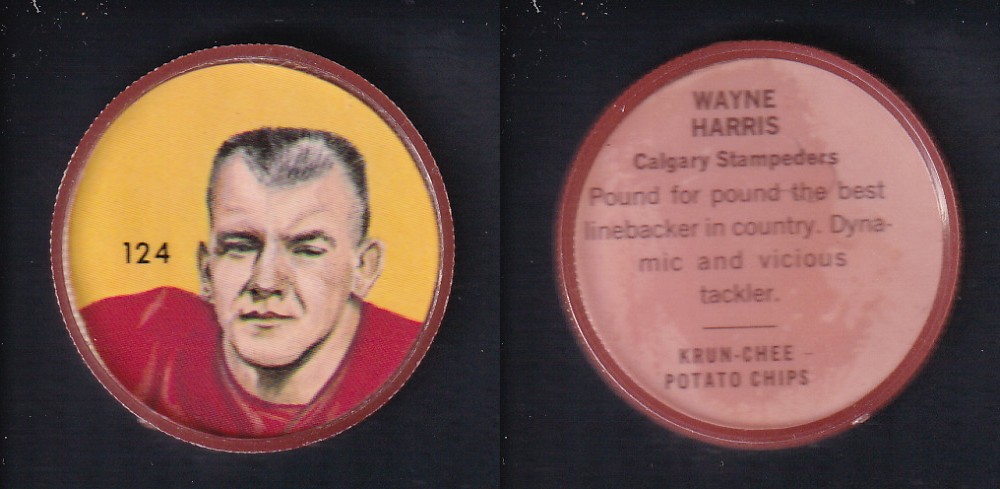 124
WAYNE
HARRIS
Calgary Stampeders
Pound for pound the best
linebacker in country. Dyna-
mic and vicious
tackler.
KRUN-CHEE
POTATO CHIPS